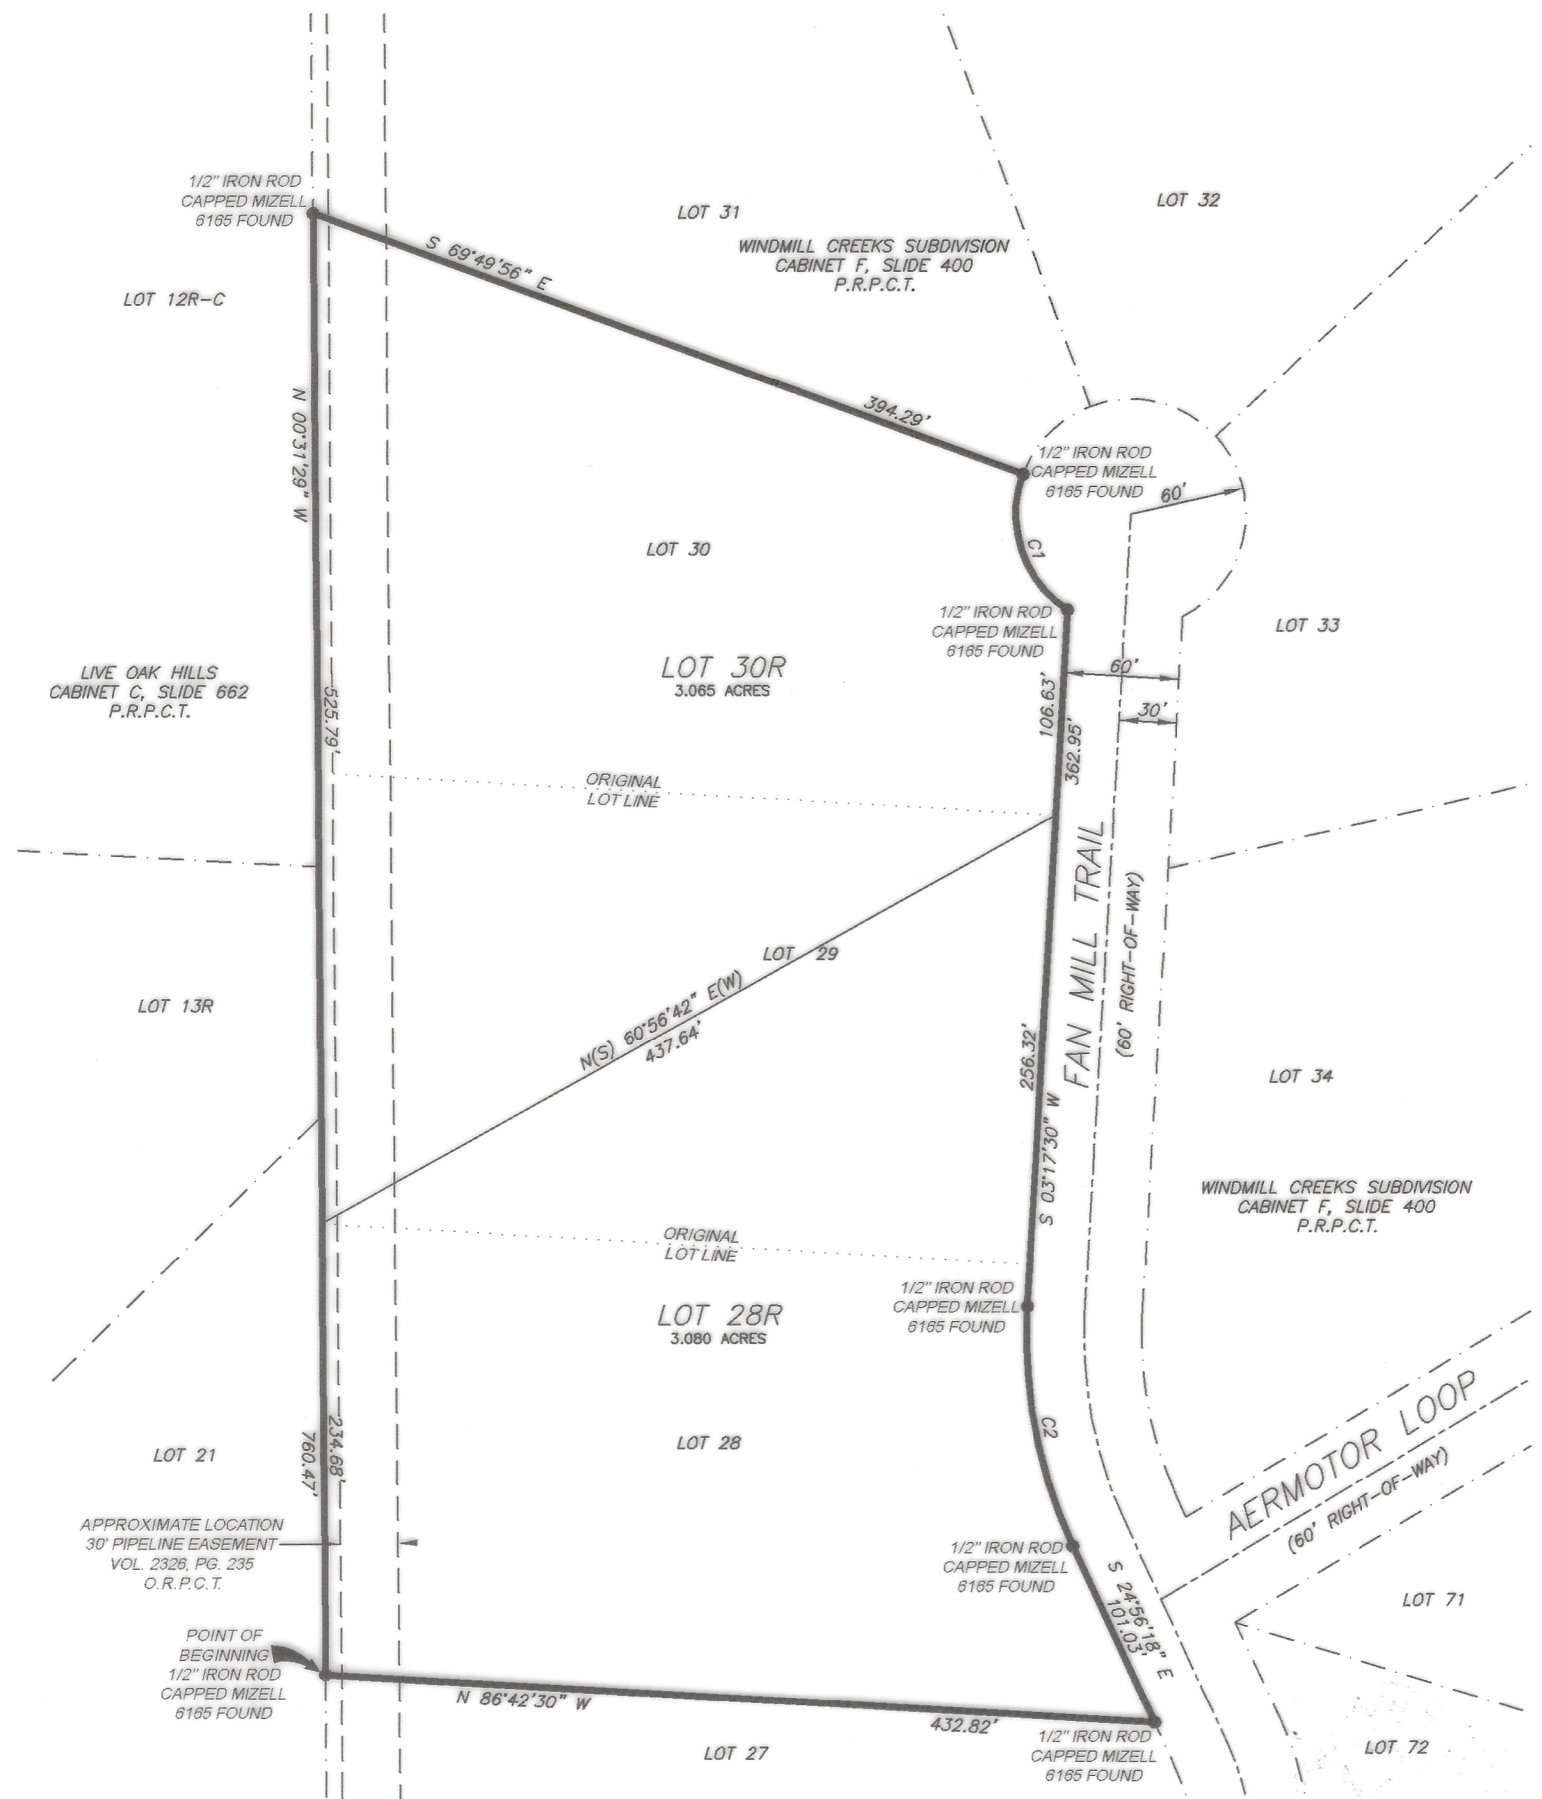 1/2" IRON ROD
CAPPED MIZELL
6165 FOUND
LOT 31
LOT 32
WINDMILL CREEKS SUBDIVISION
CABINET F, SLIDE 400
P.R.P.C.T.
S 69°49'56" E
LOT 12R-C
394.29'
N 00°31'29" W
1/2" IRON ROD
CAPPED MIZELL
6165 FOUND
60'
LOT 30
C1
1/2" IRON ROD
CAPPED MIZELL
6165 FOUND
LOT 33
LIVE OAK HILLS
CABINET C, SLIDE 662
P.R.P.C.T.
LOT 30R
3.065 ACRES
60'
30'
525.79'
106.63'
362.95'
ORIGINAL
LOT LINE
FAN MILL TRAIL
(60' RIGHT-OF-WAY)
LOT 29
N(S) 60°56'42" E(W)
437.64'
LOT 13R
256.32'
S 03°17'30" W
LOT 34
WINDMILL CREEKS SUBDIVISION
CABINET F, SLIDE 400
P.R.P.C.T.
ORIGINAL
LOT LINE
1/2" IRON ROD
CAPPED MIZELL
6165 FOUND
LOT 28R
3.080 ACRES
C2
AERMOTOR LOOP
(60' RIGHT-OF-WAY)
LOT 21
234.68'
760.47'
LOT 28
APPROXIMATE LOCATION
30' PIPELINE EASEMENT
VOL. 2326, PG. 235
O.R.P.C.T.
1/2" IRON ROD
CAPPED MIZELL
6165 FOUND
S 24°56'18" E
101.03'
LOT 71
POINT OF
BEGINNING
1/2" IRON ROD
CAPPED MIZELL
6165 FOUND
N 86°42'30" W
432.82'
LOT 27
1/2" IRON ROD
CAPPED MIZELL
6165 FOUND
LOT 72